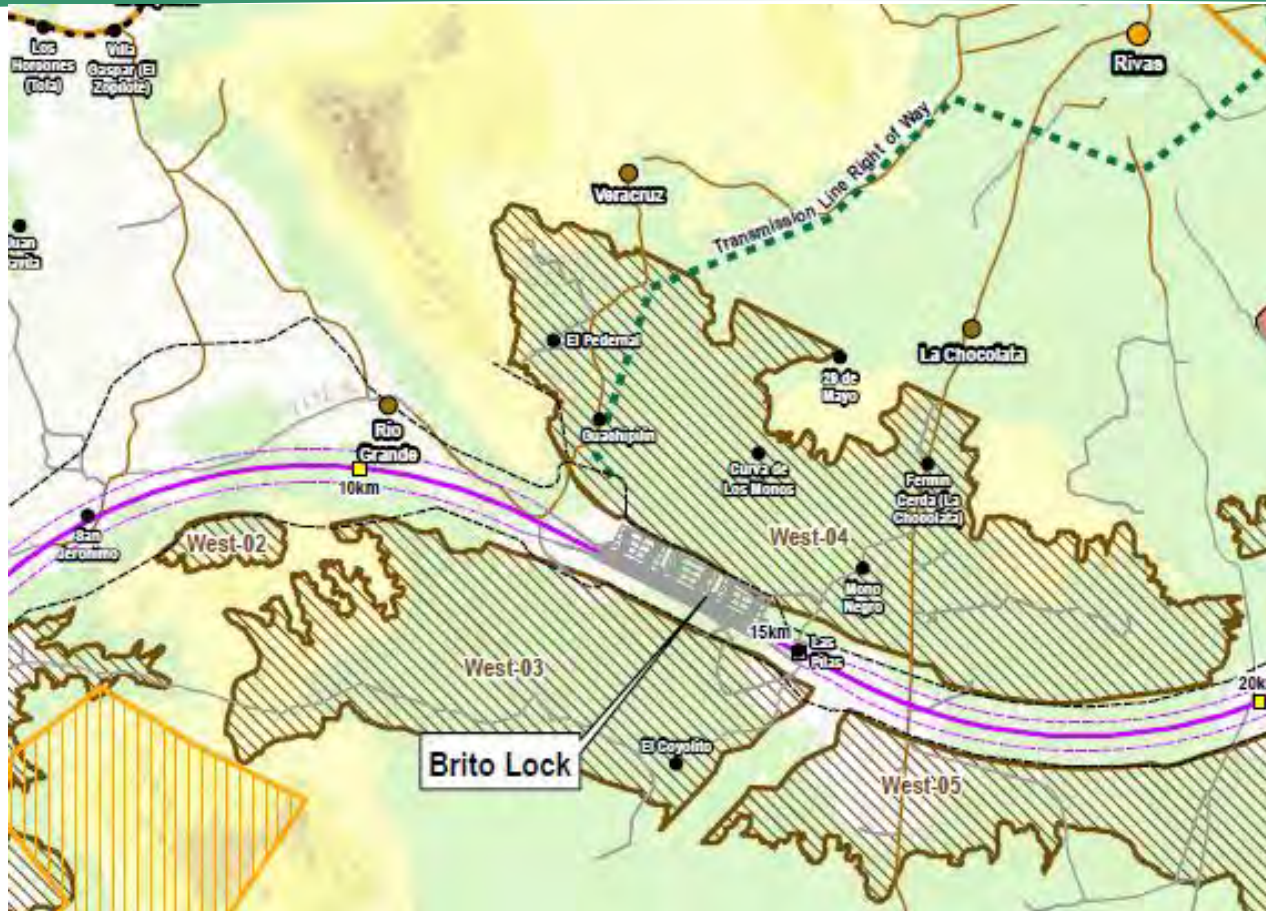 Los
Hornones
(Tola)
Villa
Gaspar (El
Zopilote)
Rivas
Transmission Line Right of Way
Veracruz
Juan
El Pedernal
La Chocolata
29 de
Mayo
Rio
Grande
Guachipilin
Curva de
Los Monos
Fermin
Cerda (La
Chocolata)
10km
San
Jeronimo
West-02
West-04
Mono
Negro
15km
Las
Pilas
West-03
20k
El Coyolito
Brito Lock
West-05